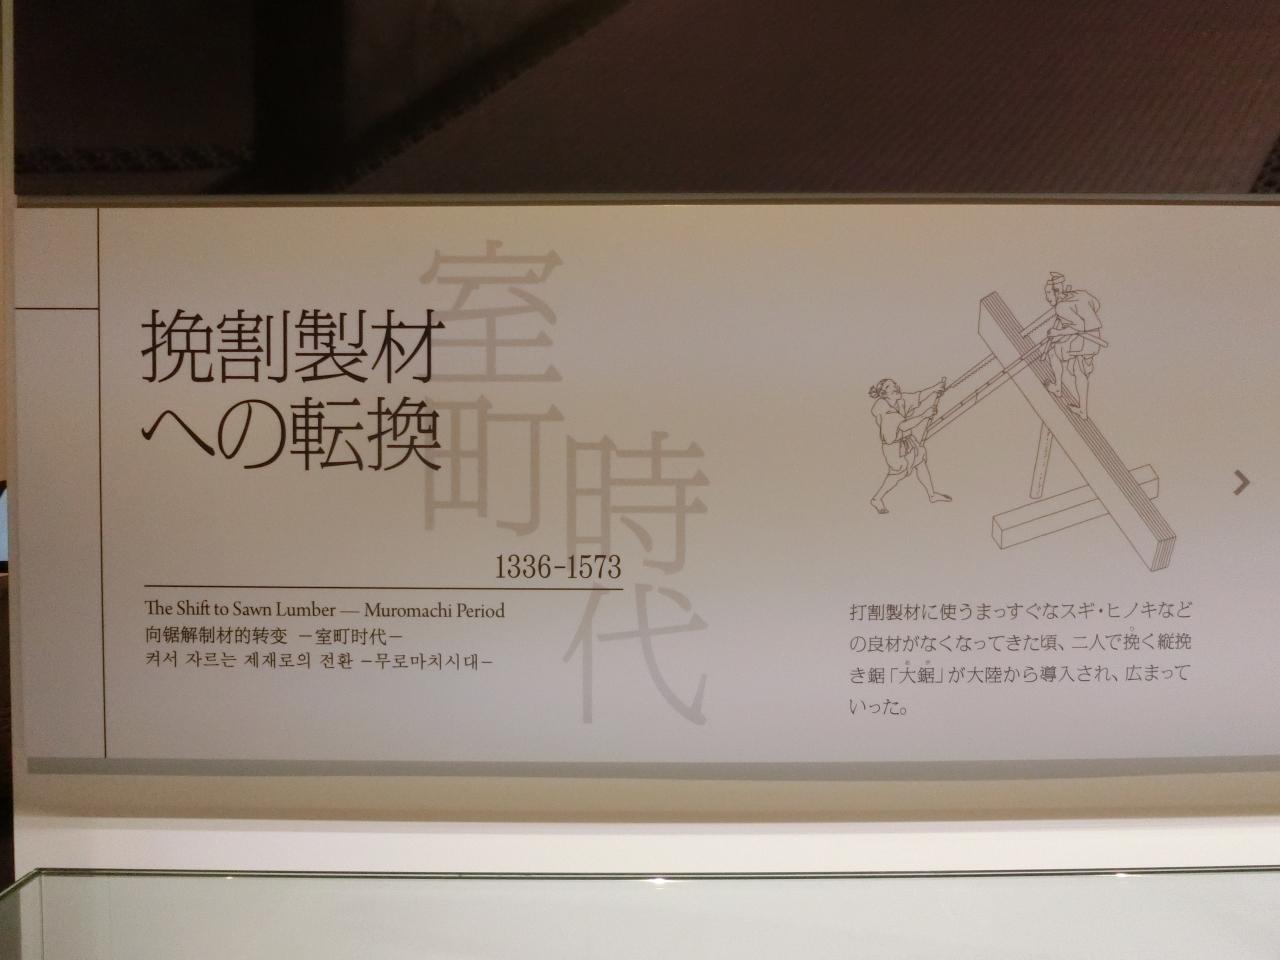 室町時代
挽割製材
への転換
1336-1573
The Shift to Sawn Lumber — Muromachi Period
向锯解制材的转变 －室町时代－
켜서 자르는 제재로의 전환 －무로마치시대－
打割製材に使うまっすぐなスギ・ヒノキなど
の良材がなくなってきた頃、二人で挽く縦挽
き鋸「大鋸」が大陸から導入され、広まって
いった。